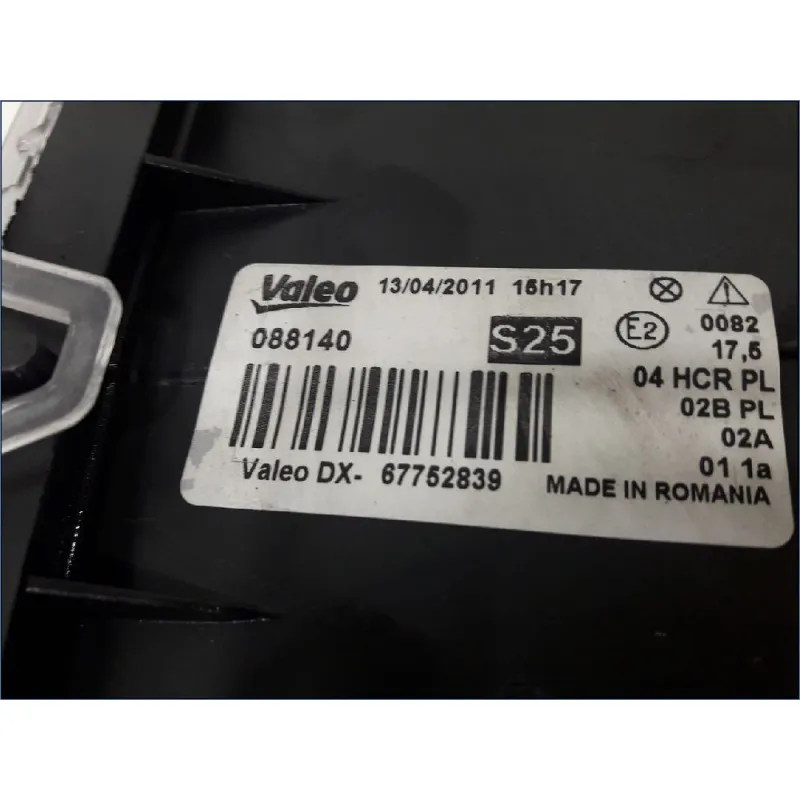 Valeo 13/04/2011 15h17
088140 S25 E2 0082
17,5
04 HCR PL
02B PL
02A
01 1a
Valeo DX- 67752839 MADE IN ROMANIA